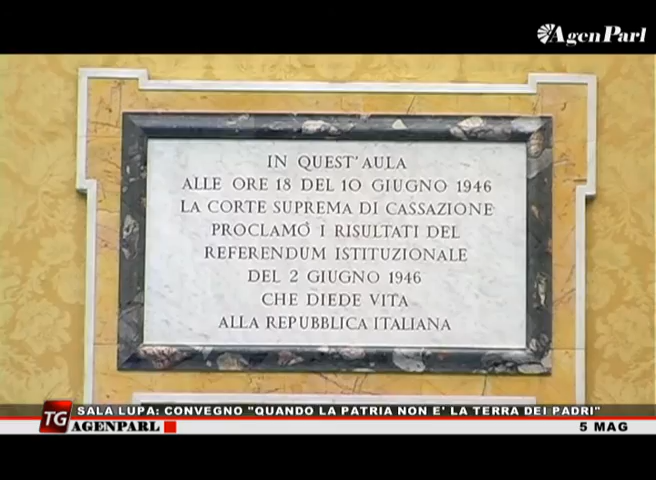 AgenParl
IN QUEST'AULA
ALLE ORE 18 DEL 10 GIUGNO 1946
LA CORTE SUPREMA DI CASSAZIONE
PROCLAMÒ I RISULTATI DEL
REFERENDUM ISTITUZIONALE
DEL 2 GIUGNO 1946
CHE DIEDE VITA
ALLA REPUBBLICA ITALIANA
SALA LUPA: CONVEGNO "QUANDO LA PATRIA NON E' LA TERRA DEI PADRI"
TG AGENPARL
5 MAG